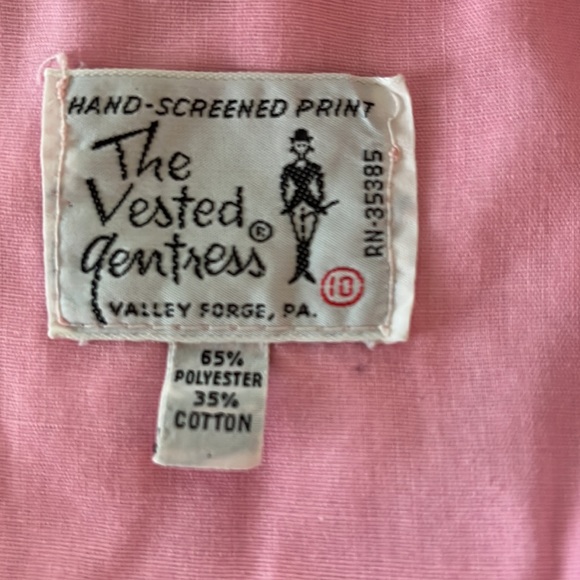 HAND-SCREENED PRINT
The
Vested
Gentress®
RN-35385
10
VALLEY FORGE, PA.
65%
POLYESTER
35%
COTTON